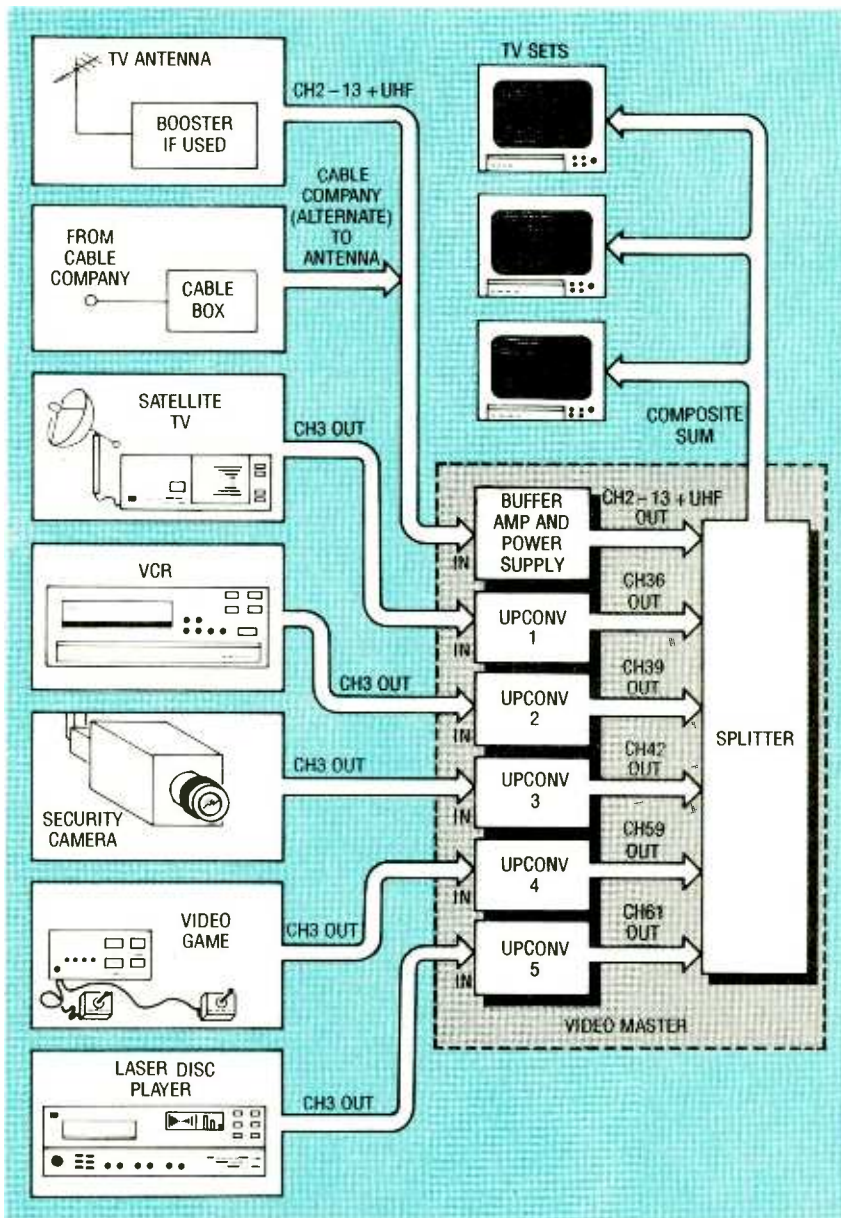 TV ANTENNA
BOOSTER
IF USED
CH2-13 + UHF
CABLE
COMPANY
(ALTERNATE)
TO
ANTENNA
FROM
CABLE
COMPANY
CABLE
BOX
SATELLITE
TV
CH3 OUT
VCR
CH3 OUT
SECURITY
CAMERA
CH3 OUT
VIDEO
GAME
CH3 OUT
LASER DISC
PLAYER
CH3 OUT
TV SETS
COMPOSITE
SUM
BUFFER
AMP AND
POWER
SUPPLY
IN
CH2-13 + UHF
OUT
UPCONV
1
IN
CH36
OUT
UPCONV
2
IN
CH39
OUT
UPCONV
3
IN
CH42
OUT
UPCONV
4
IN
CH59
OUT
UPCONV
5
IN
CH61
OUT
SPLITTER
VIDEO MASTER